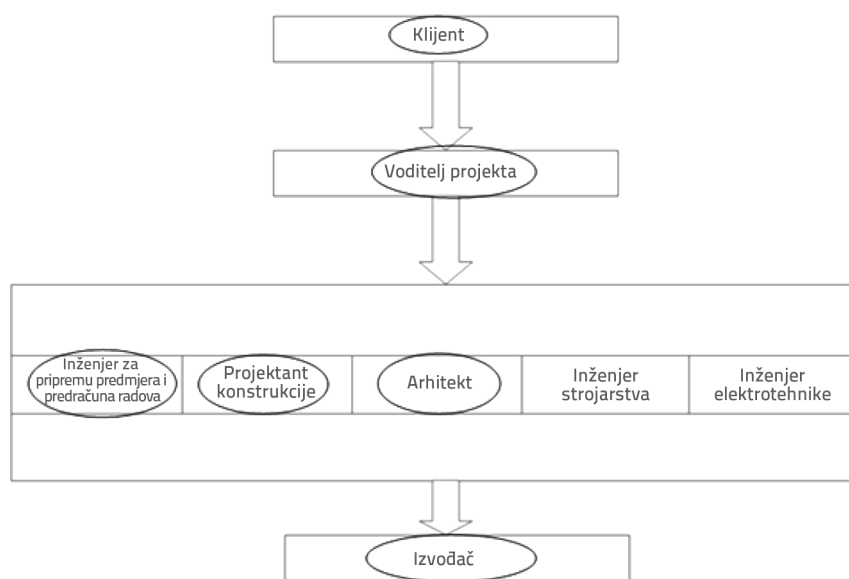 Klijent
Voditelj projekta
Inženjer za
pripremu predmjera i
predračuna radova
Projektant
konstrukcije
Arhitekt
Inženjer
strojarstva
Inženjer
elektrotehnike
Izvođač